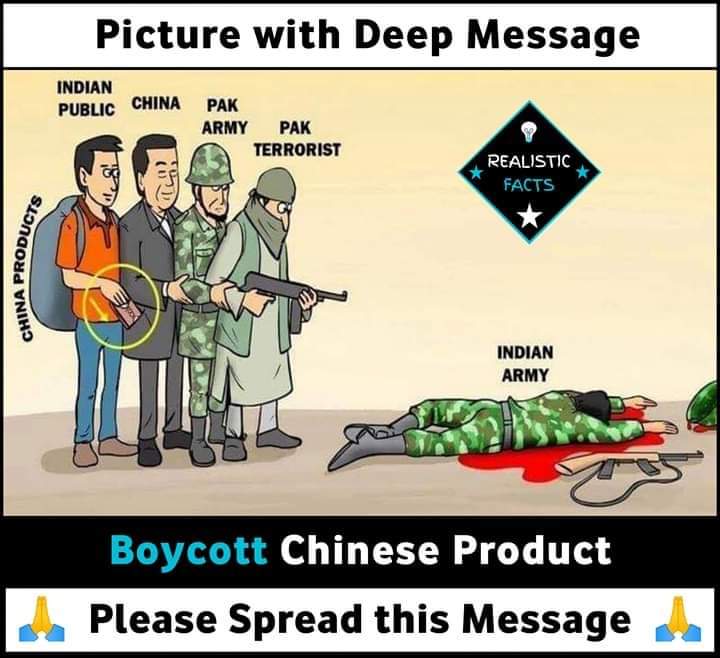 Picture with Deep Message
INDIAN
PUBLIC
CHINA
PAK
ARMY
PAK
TERRORIST
REALISTIC
FACTS
CHINA PRODUCTS
INDIAN
ARMY
Boycott Chinese Product
🙏 Please Spread this Message 🙏